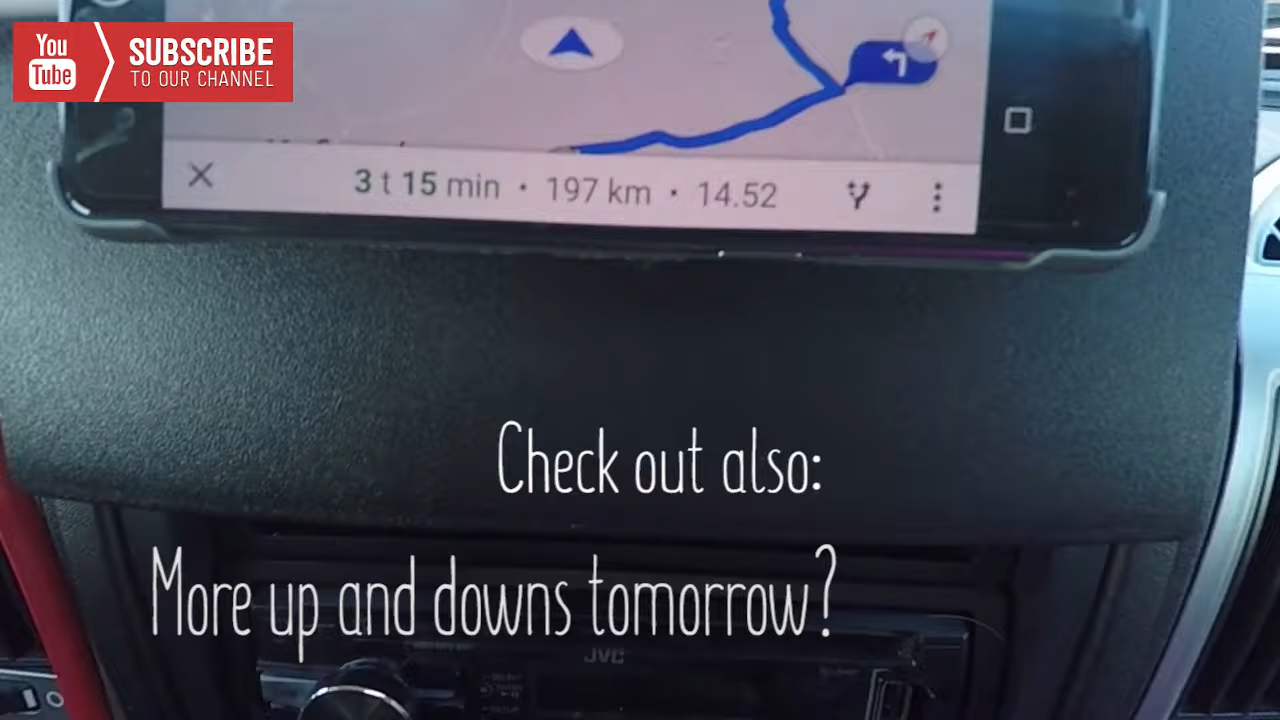 You
Tube
SUBSCRIBE
TO OUR CHANNEL
3 t 15 min · 197 km · 14.52
Check out also:
More up and downs tomorrow?
JVC
SETUP